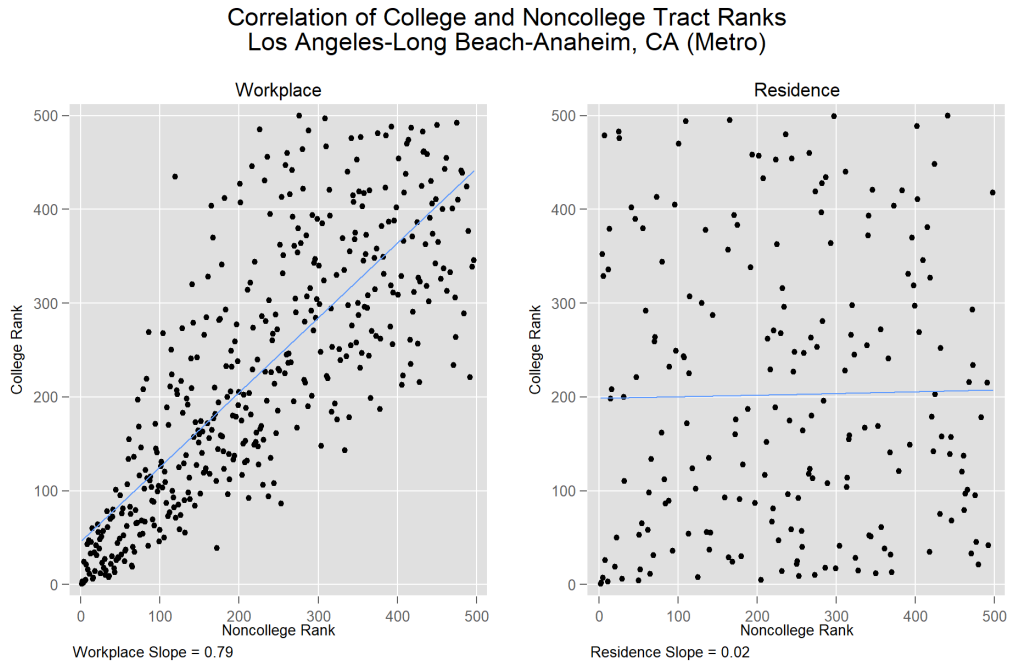 Correlation of College and Noncollege Tract Ranks
Los Angeles-Long Beach-Anaheim, CA (Metro)
Workplace
500
400
300
200
100
0
College Rank
0 100 200 300 400 500
Noncollege Rank
Workplace Slope = 0.79
Residence
500
400
300
200
100
0
College Rank
0 100 200 300 400 500
Noncollege Rank
Residence Slope = 0.02